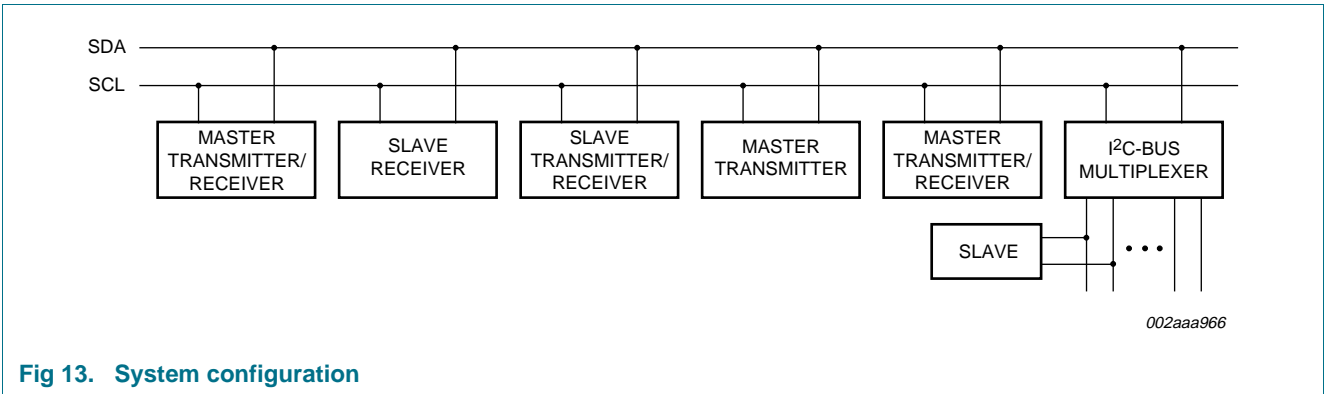 SDA
SCL
MASTER
TRANSMITTER/
RECEIVER
SLAVE
RECEIVER
SLAVE
TRANSMITTER/
RECEIVER
MASTER
TRANSMITTER
MASTER
TRANSMITTER/
RECEIVER
I²C-BUS
MULTIPLEXER
SLAVE
002aaa966
Fig 13. System configuration